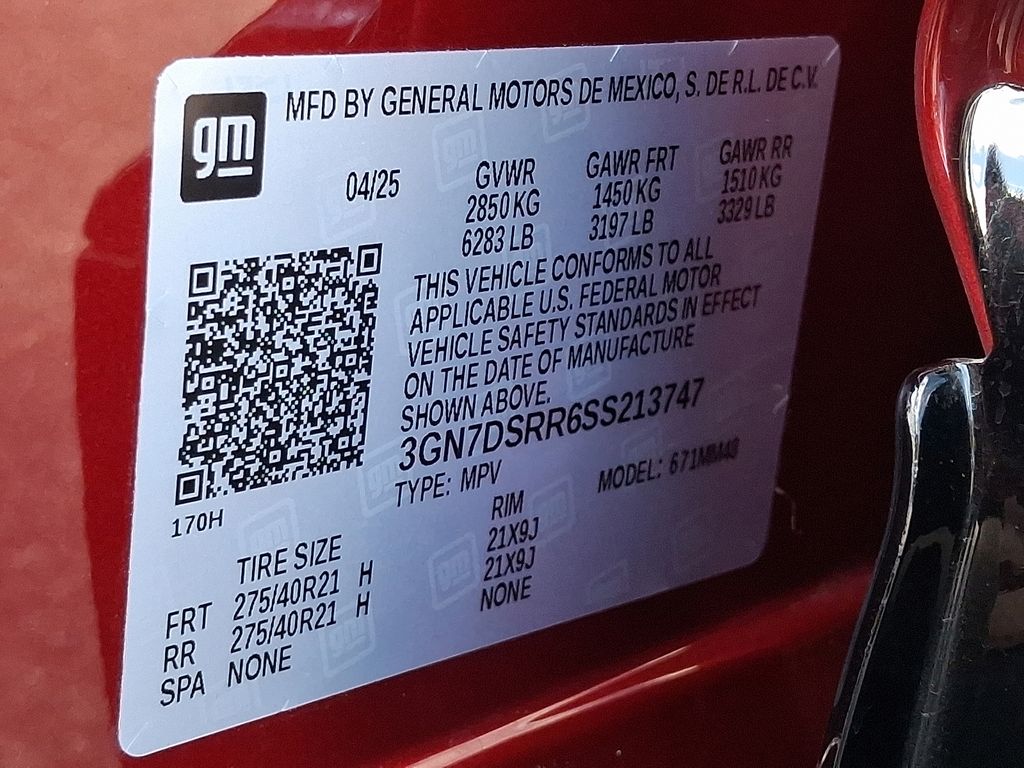 gm
MFD BY GENERAL MOTORS DE MEXICO, S. DE R.L. DE C.V.
04/25
GVWR
2850 KG
6283 LB
GAWR FRT
1450 KG
3197 LB
GAWR RR
1510 KG
3329 LB
THIS VEHICLE CONFORMS TO ALL
APPLICABLE U.S. FEDERAL MOTOR
VEHICLE SAFETY STANDARDS IN EFFECT
ON THE DATE OF MANUFACTURE
SHOWN ABOVE.
3GN7DSRR6SS213747
TYPE: MPV
MODEL: 671MM48
170H
TIRE SIZE
RIM
FRT 275/40R21 H 21X9J
RR 275/40R21 H 21X9J
SPA NONE NONE